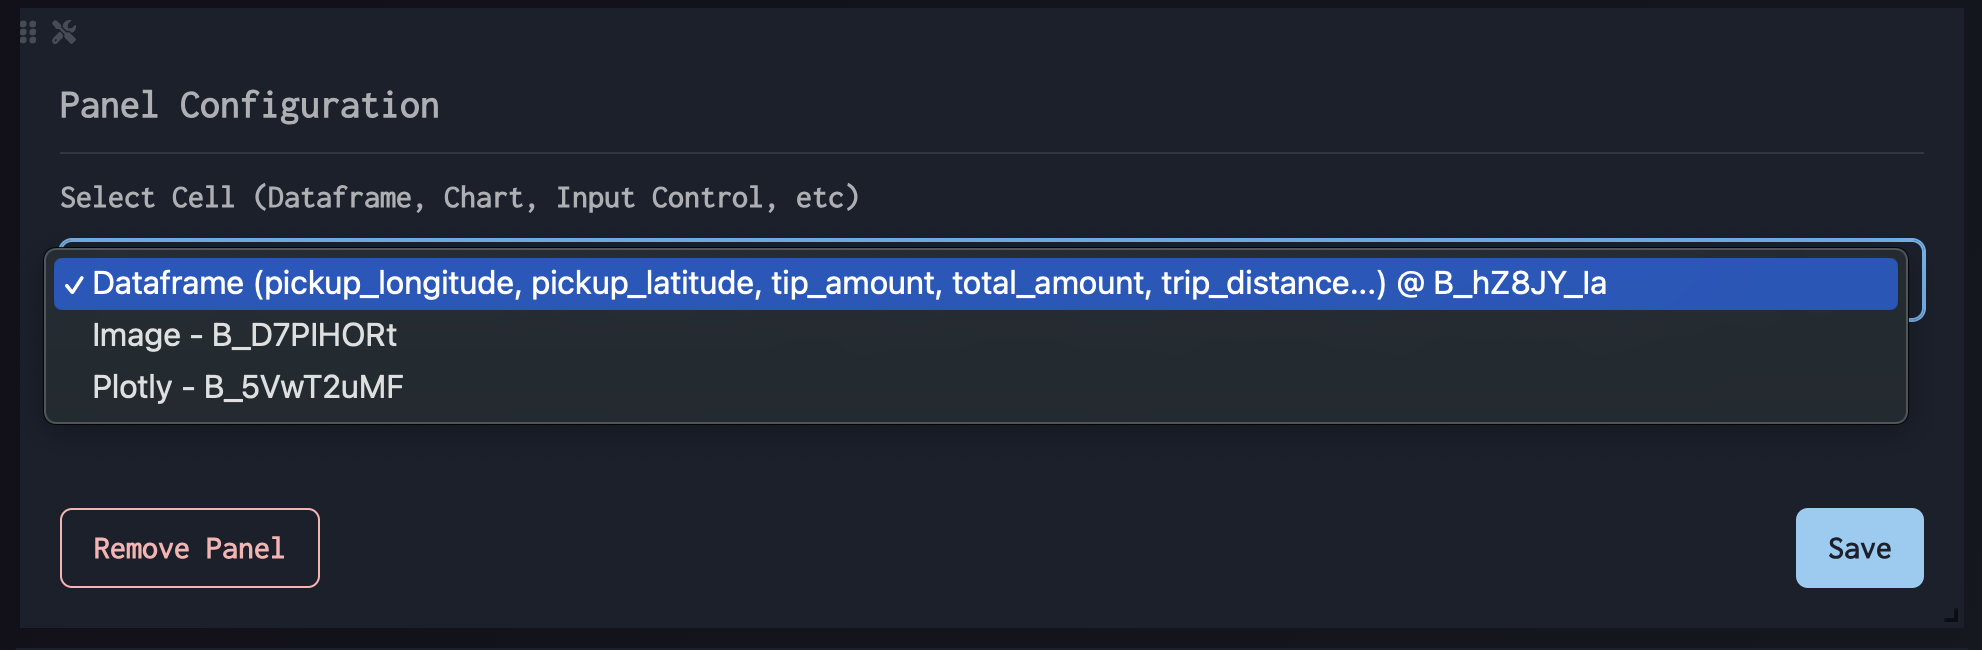 Panel Configuration
Select Cell (Dataframe, Chart, Input Control, etc)
✓ Dataframe (pickup_longitude, pickup_latitude, tip_amount, total_amount, trip_distance...) @ B_hZ8JY_Ia
Image - B_D7PIHORt
Plotly - B_5VwT2uMF
Remove Panel
Save